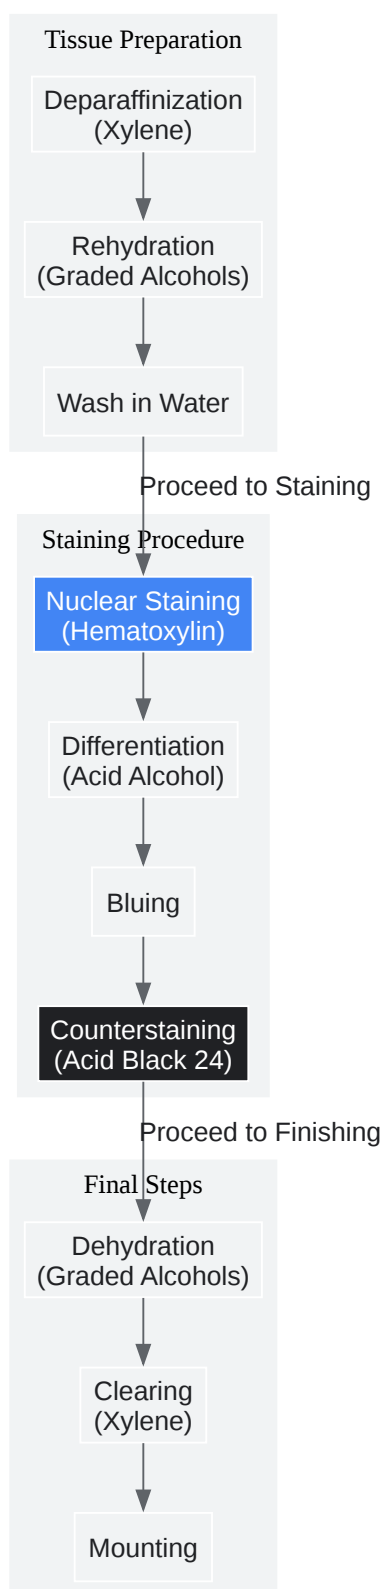 Tissue Preparation
Deparaffinization
(Xylene)
Rehydration
(Graded Alcohols)
Wash in Water
Proceed to Staining
Staining Procedure
Nuclear Staining
(Hematoxylin)
Differentiation
(Acid Alcohol)
Bluing
Counterstaining
(Acid Black 24)
Proceed to Finishing
Final Steps
Dehydration
(Graded Alcohols)
Clearing
(Xylene)
Mounting